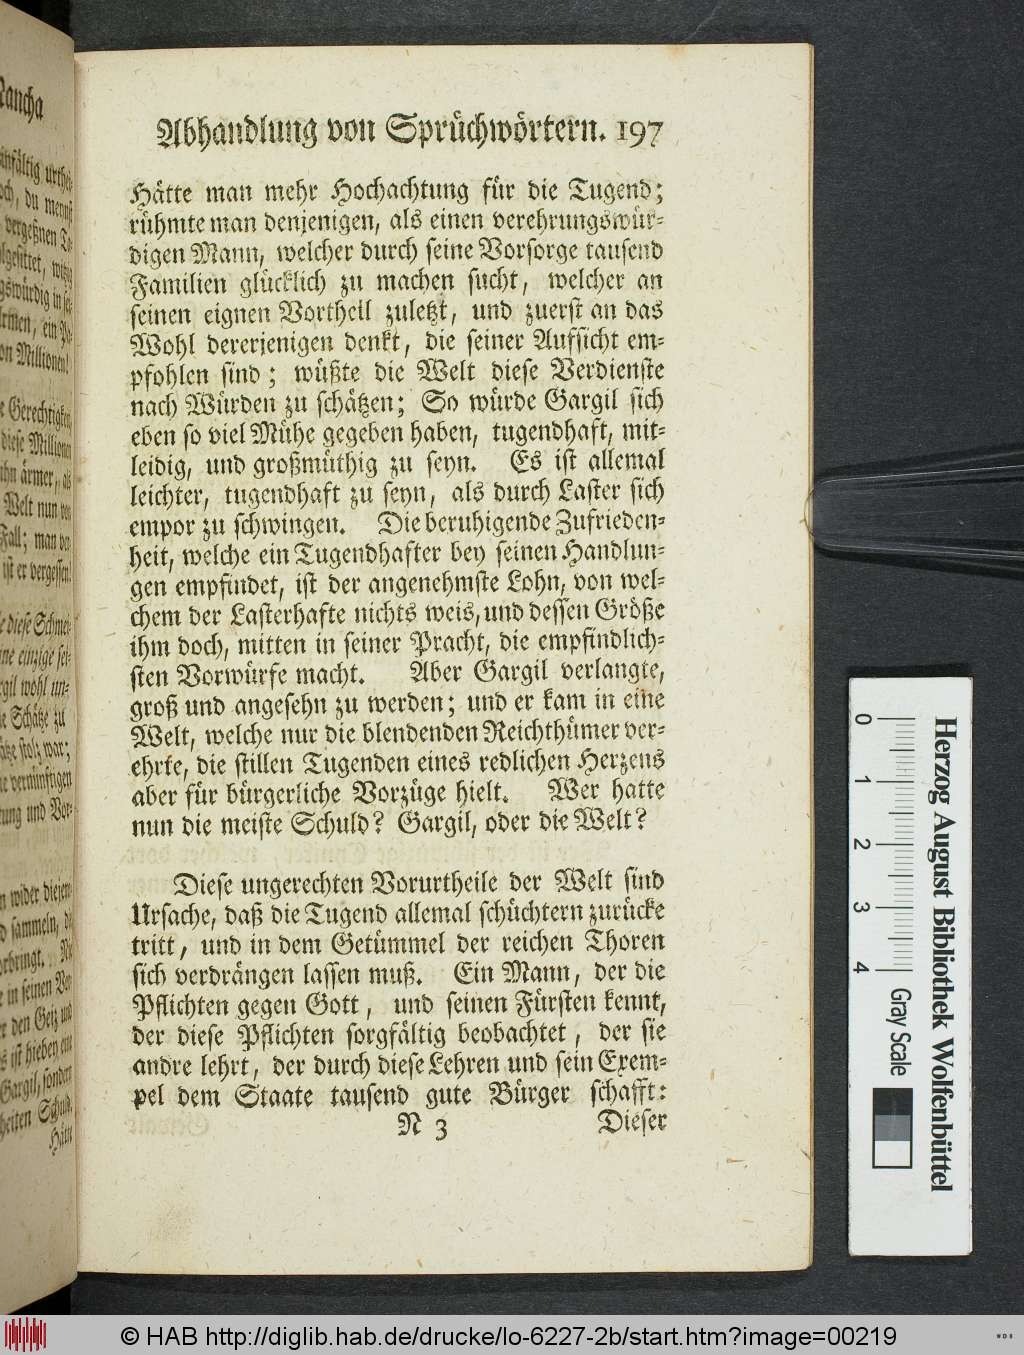 Abhandlung von Sprüchwörtern. 197
Hätte man mehr Hochachtung für die Tugend;
rühmte man denjenigen, als einen verehrungswür-
digen Mann, welcher durch seine Vorsorge tausend
Familien glücklich zu machen sucht, welcher an
seinen eignen Vortheil zuletzt, und zuerst an das
Wohl dererjenigen denkt, die seiner Aufsicht em-
pfohlen sind; wüßte die Welt diese Verdienste
nach Würden zu schätzen; So würde Gargil sich
eben so viel Mühe gegeben haben, tugendhaft, mit-
leidig, und großmüthig zu seyn. Es ist allemal
leichter, tugendhaft zu seyn, als durch Laster sich
empor zu schwingen. Die beruhigende Zufrieden-
heit, welche ein Tugendhafter bey seinen Handlun-
gen empfindet, ist der angenehmste Lohn, von wel-
chem der Lasterhafte nichts weis, und dessen Größe
ihm doch, mitten in seiner Pracht, die empfindlich-
sten Vorwürfe macht. Aber Gargil verlangte,
groß und angesehn zu werden; und er kam in eine
Welt, welche nur die blendenden Reichthümer ver-
ehrte, die stillen Tugenden eines redlichen Herzens
aber für bürgerliche Vorzüge hielt. Wer hatte
nun die meiste Schuld? Gargil, oder die Welt?
Diese ungerechten Vorurtheile der Welt sind
Ursache, daß die Tugend allemal schüchtern zurücke
tritt, und in dem Getümmel der reichen Thoren
sich verdrängen lassen muß. Ein Mann, der die
Pflichten gegen Gott, und seinen Fürsten kennt,
der diese Pflichten sorgfältig beobachtet, der sie
andre lehrt, der durch diese Lehren und sein Exem-
pel dem Staate tausend gute Bürger schafft:
N 3 Dieser
0 1 2 3 4
Gray Scale
Herzog August Bibliothek Wolfenbüttel
© HAB http://diglib.hab.de/drucke/lo-6227-2b/start.htm?image=00219